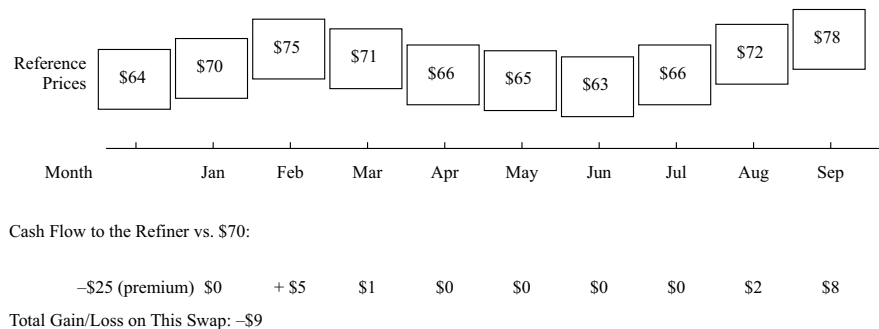 Reference Prices $64 $70 $75 $71 $66 $65 $63 $66 $72 $78
Month Jan Feb Mar Apr May Jun Jul Aug Sep
Cash Flow to the Refiner vs. $70:
–$25 (premium) $0 + $5 $1 $0 $0 $0 $0 $2 $8
Total Gain/Loss on This Swap: –$9